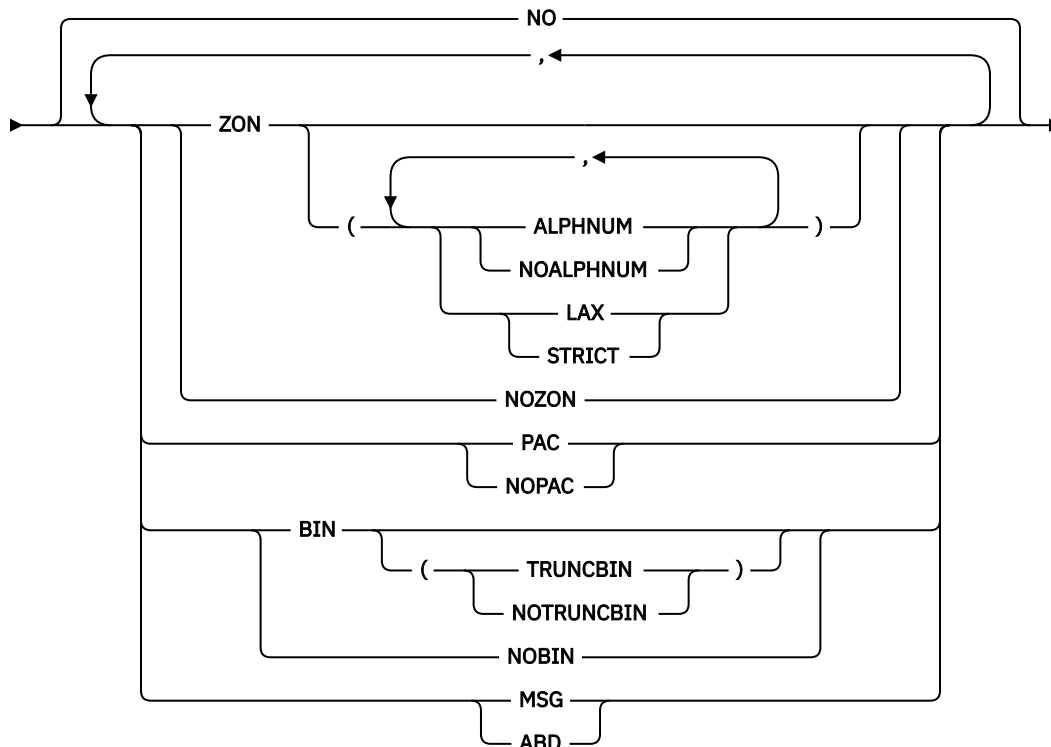 NO
,
ZON
,
( ALPHNUM )
NOALPHNUM
LAX
STRICT
NOZON
PAC
NOPAC
BIN
( TRUNCBIN )
NOTRUNCBIN
NOBIN
MSG
ABD